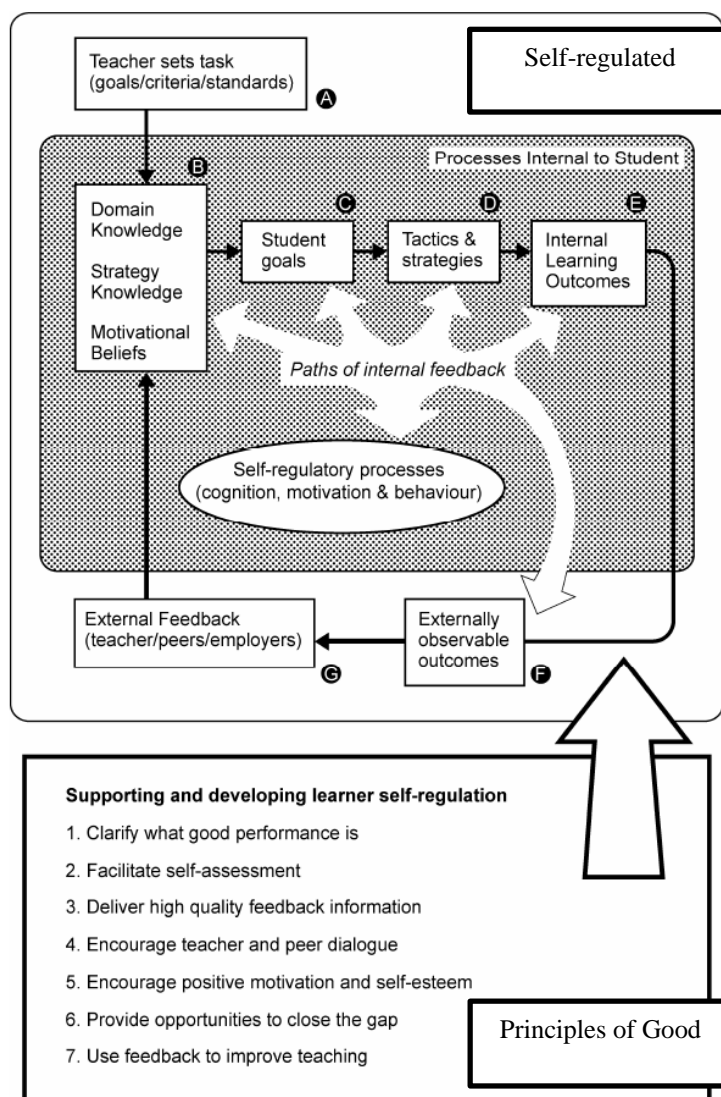 Self-regulated
Teacher sets task
(goals/criteria/standards)
A
Processes Internal to Student
B
Domain
Knowledge
Strategy
Knowledge
Motivational
Beliefs
C
Student
goals
D
Tactics &
strategies
E
Internal
Learning
Outcomes
Paths of internal feedback
Self-regulatory processes
(cognition, motivation & behaviour)
External Feedback
(teacher/peers/employers)
G
Externally
observable
outcomes
F
Supporting and developing learner self-regulation
1. Clarify what good performance is
2. Facilitate self-assessment
3. Deliver high quality feedback information
4. Encourage teacher and peer dialogue
5. Encourage positive motivation and self-esteem
6. Provide opportunities to close the gap
7. Use feedback to improve teaching
Principles of Good